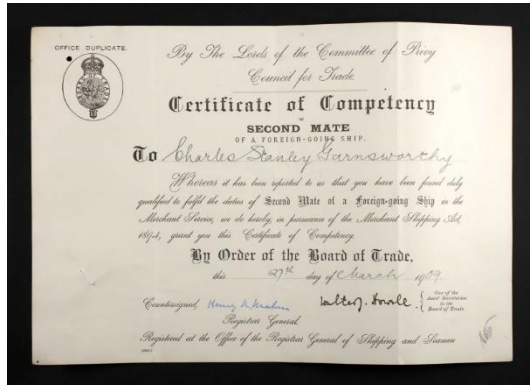 OFFICE DUPLICATE.
By The Lords of the Committee of Privy
Council for Trade
Certificate of Competency
SECOND MATE
OF A FOREIGN-GOING SHIP.
To Charles Stanley Garnsworthy
Whereas it has been reported to us that you have been found duly
qualified to fulfil the duties of Second Mate of a Foreign-going Ship in the
Merchant Service, we do hereby, in pursuance of the Merchant Shipping Act,
1894, grant you this Certificate of Competency.
By Order of the Board of Trade,
this 27th day of March 1909.
Countersigned, Henry
Registrar General.
Walter J. Howell.
One of the
Assist Secretaries
to the
Board of Trade.
Registered at the Office of the Registrar General of Shipping and Seamen